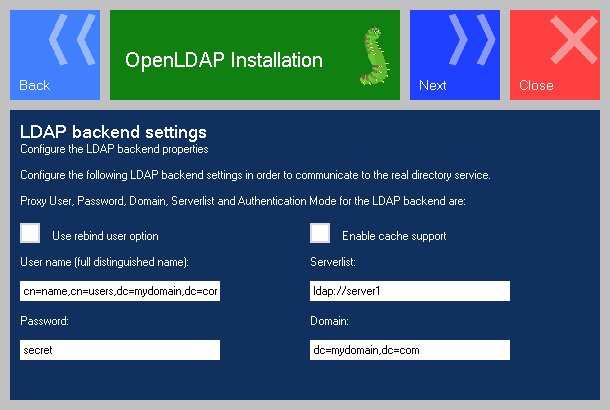 Back
OpenLDAP Installation
Next
Close
LDAP backend settings
Configure the LDAP backend properties
Configure the following LDAP backend settings in order to communicate to the real directory service.
Proxy User, Password, Domain, Serverlist and Authentication Mode for the LDAP backend are:
Use rebind user option
Enable cache support
User name (full distinguished name):
Serverlist:
cn=name,cn=users,dc=mydomain,dc=cor
ldap://server1
Password:
Domain:
secret
dc=mydomain,dc=com